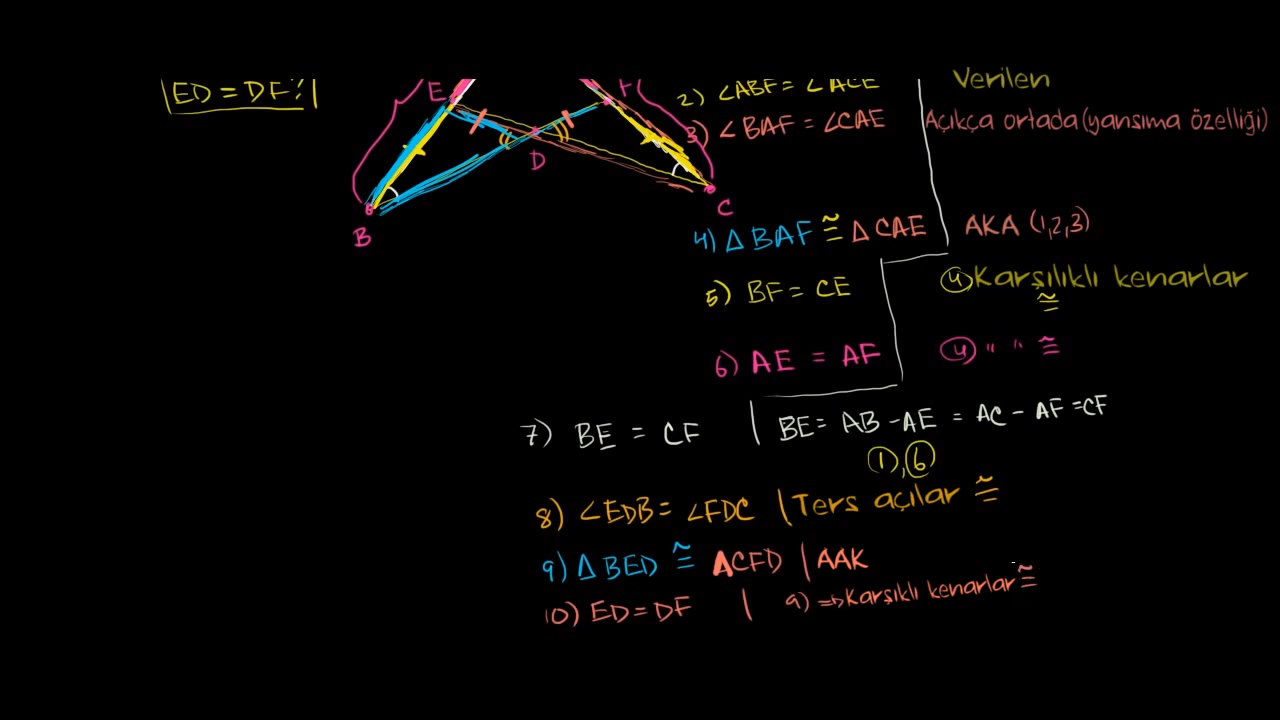 ED = DF?
E
F
D
B
C
2) ∠ABF = ∠ACE
Verilen
3) ∠BAF = ∠CAE
Açıkça ortada (yansıma özelliği)
4) Δ BAF ≅ Δ CAE
AKA (1,2,3)
5) BF = CE
(4) Karşılıklı kenarlar ≅
6) AE = AF
(4) " " ≅
7) BE = CF | BE = AB - AE = AC - AF = CF
(1), (6)
8) ∠EDB = ∠FDC | Ters açılar ≅
9) Δ BED ≅ ΔCFD | AAK
10) ED = DF | 9) => Karşıklı kenarlar ≅